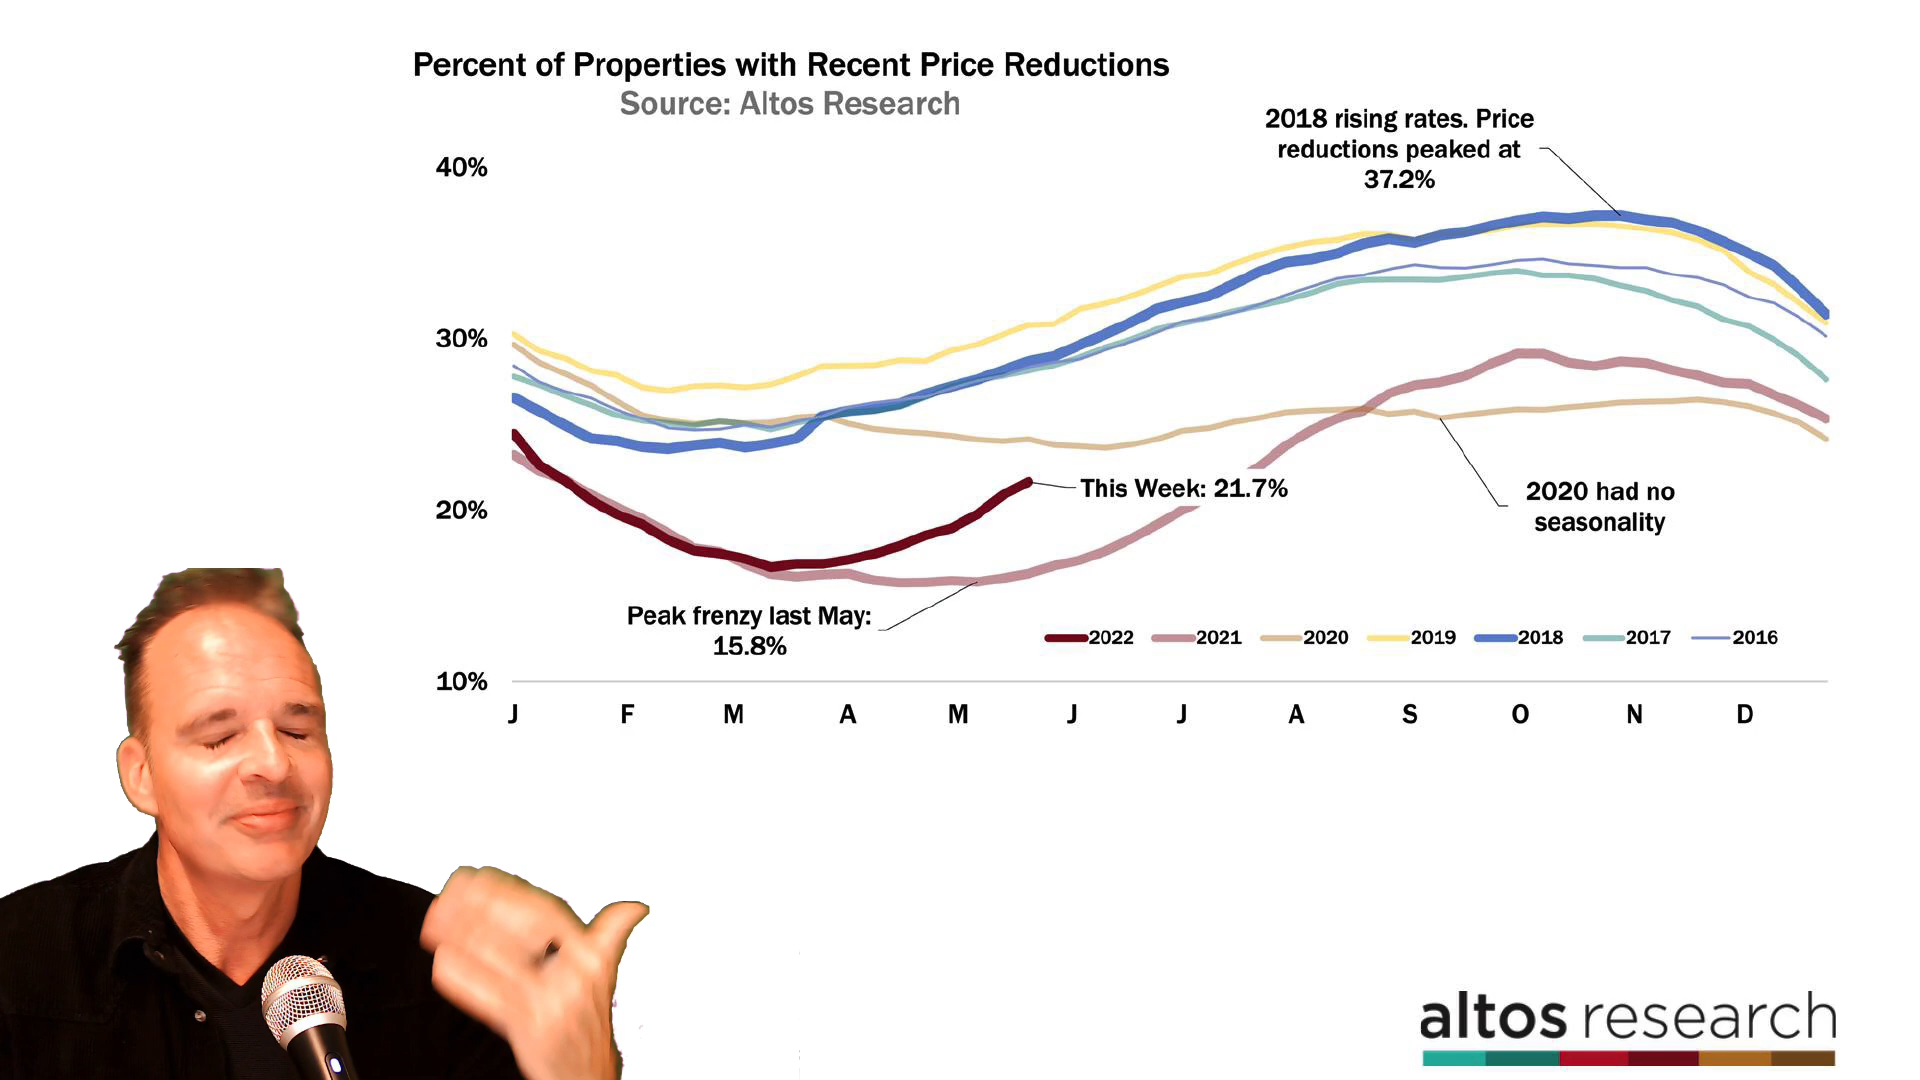 Percent of Properties with Recent Price Reductions
Source: Altos Research
2018 rising rates. Price
reductions peaked at
37.2%
40%
30%
20%
10%
This Week: 21.7%
2020 had no
seasonality
Peak frenzy last May:
15.8%
2022 2021 2020 2019 2018 2017 2016
J F M A M J J A S O N D
altos research